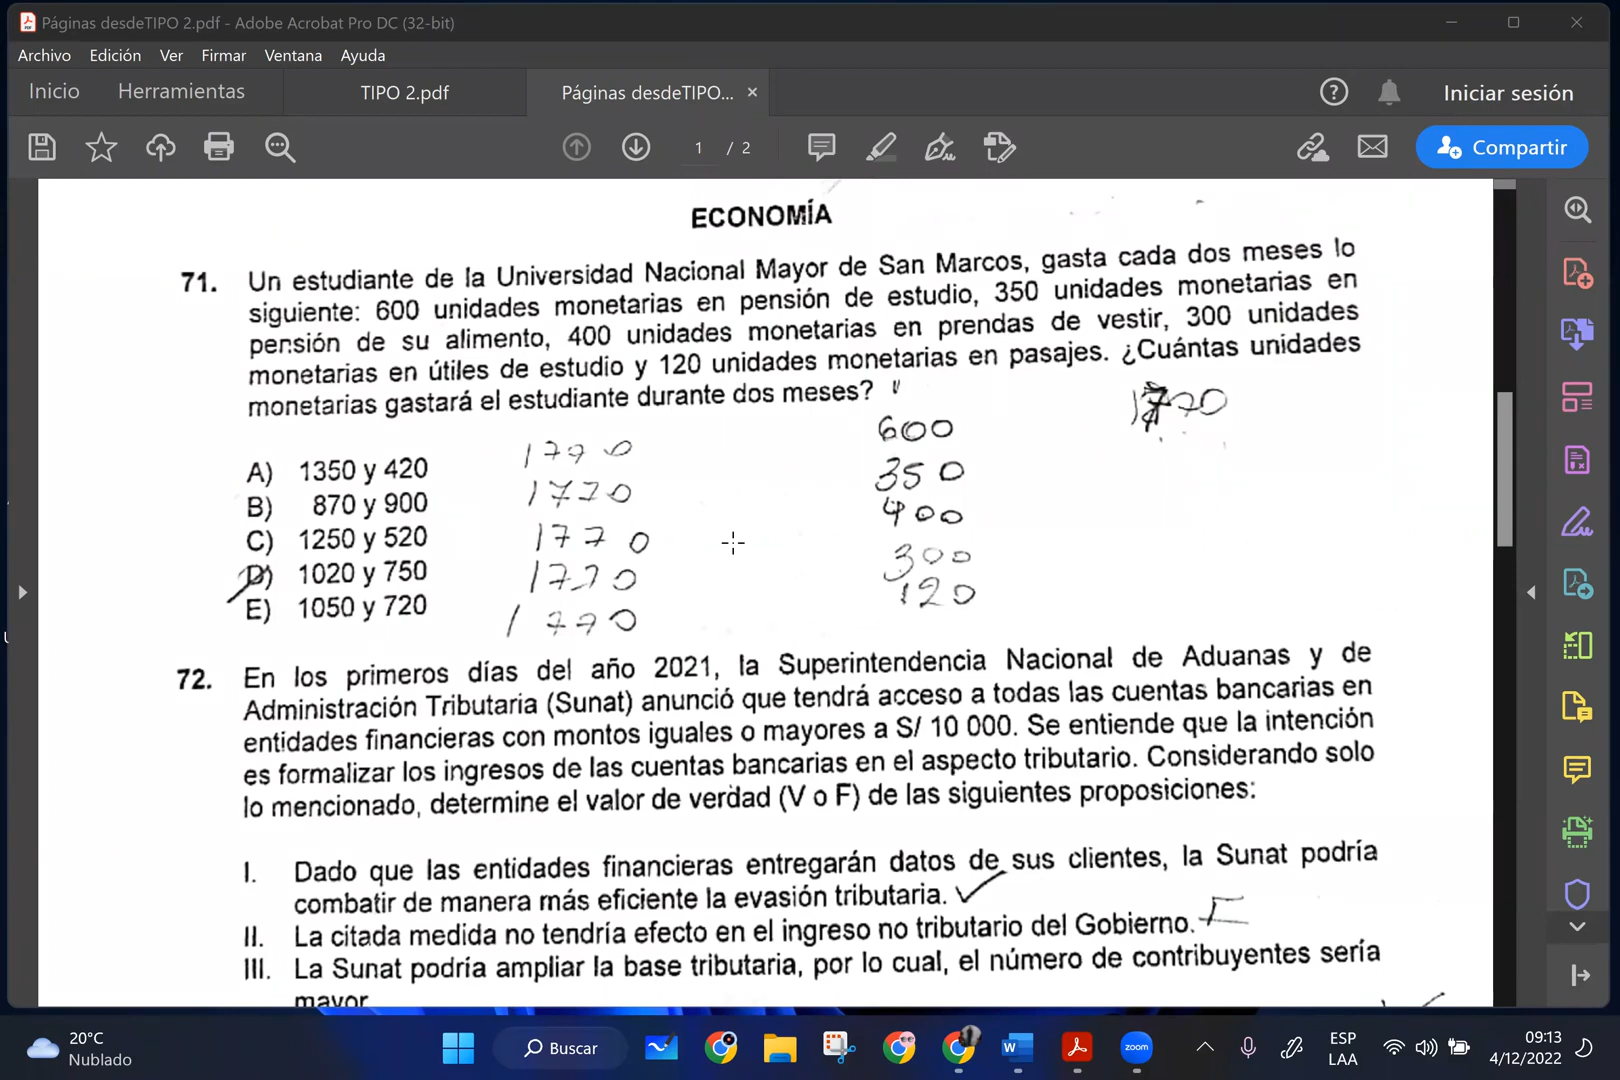 Páginas desdeTIPO 2.pdf - Adobe Acrobat Pro DC (32-bit)
Archivo Edición Ver Firmar Ventana Ayuda
Inicio Herramientas TIPO 2.pdf Páginas desdeTIPO... × Iniciar sesión
1 / 2 Compartir
ECONOMÍA
71. Un estudiante de la Universidad Nacional Mayor de San Marcos, gasta cada dos meses lo
siguiente: 600 unidades monetarias en pensión de estudio, 350 unidades monetarias en
pensión de su alimento, 400 unidades monetarias en prendas de vestir, 300 unidades
monetarias en útiles de estudio y 120 unidades monetarias en pasajes. ¿Cuántas unidades
monetarias gastará el estudiante durante dos meses?
1770
600
A) 1350 y 420 1770 350
B) 870 y 900 1770 400
C) 1250 y 520 1770 300
D) 1020 y 750 1770 120
E) 1050 y 720 1770
72. En los primeros días del año 2021, la Superintendencia Nacional de Aduanas y de
Administración Tributaria (Sunat) anunció que tendrá acceso a todas las cuentas bancarias en
entidades financieras con montos iguales o mayores a S/ 10 000. Se entiende que la intención
es formalizar los ingresos de las cuentas bancarias en el aspecto tributario. Considerando solo
lo mencionado, determine el valor de verdad (V o F) de las siguientes proposiciones:
I. Dado que las entidades financieras entregarán datos de sus clientes, la Sunat podría
combatir de manera más eficiente la evasión tributaria.
II. La citada medida no tendría efecto en el ingreso no tributario del Gobierno. F
III. La Sunat podría ampliar la base tributaria, por lo cual, el número de contribuyentes sería
mayor
20°C
Nublado
Buscar
zoom
ESP
LAA
09:13
4/12/2022